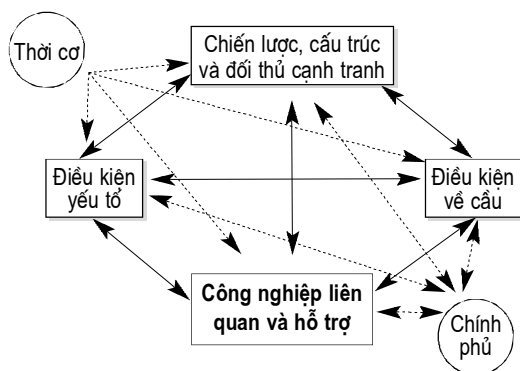 Thời cơ
Chiến lược, cấu trúc
và đối thủ cạnh tranh
Điều kiện
yếu tố
Điều kiện
về cầu
Công nghiệp liên
quan và hỗ trợ
Chính
phủ